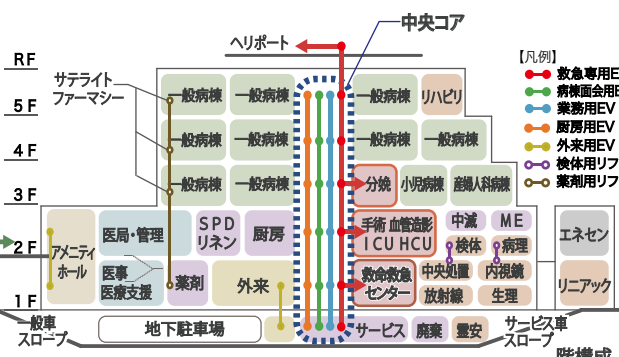 中央コア
ヘリポート
【凡例】
救急専用E
病棟面会用E
業務用EV
厨房用EV
外来用EV
検体用リフ
薬剤用リフ
RF
5F
4F
3F
2F
1F
サテライト
ファーマシー
一般病棟 一般病棟 一般病棟 リハビリ
一般病棟 一般病棟 一般病棟 一般病棟
一般病棟 一般病棟 分娩 小児病棟 産婦人科病棟
アメニティ
ホール
医局・管理
SPD
リネン
厨房
手術 血管造影
ICU HCU
中滅 ME
検体 病理
エネセン
医事
医療支援
薬剤
外来
救命救急
センター
中央処置 内視鏡
放射線 生理
リニアック
一般車
スロープ
地下駐車場
サービス 廃棄 霊安
サービス車
スロープ
階構成